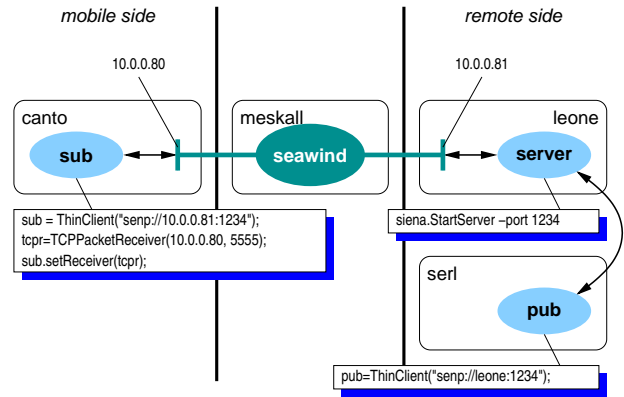 mobile side
remote side
10.0.0.80
10.0.0.81
canto
meskall
leone
sub
seawind
server
sub = ThinClient("senp://10.0.0.81:1234");
tcpr=TCPPacketReceiver(10.0.0.80, 5555);
sub.setReceiver(tcpr);
siena.StartServer –port 1234
serl
pub
pub=ThinClient("senp://leone:1234");